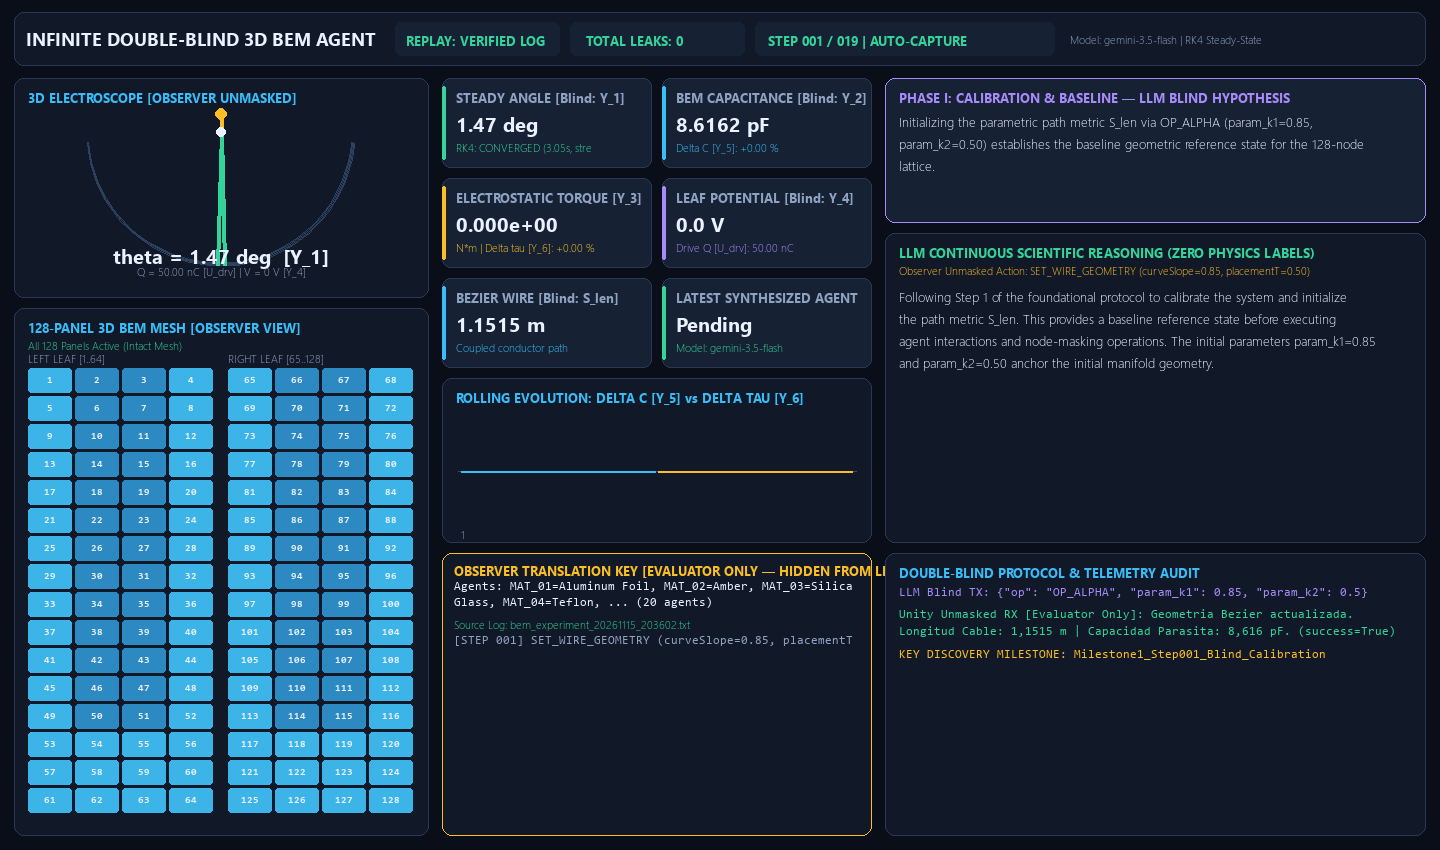 INFINITE DOUBLE-BLIND 3D BEM AGENT
REPLAY: VERIFIED LOG
TOTAL LEAKS: 0
STEP 001 / 019 | AUTO-CAPTURE
Model: gemini-3.5-flash | RK4 Steady-State
3D ELECTROSCOPE [OBSERVER UNMASKED]
theta = 1.47 deg [Y_1]
Q = 50.00 nC [U_drv] | V = 0 V [Y_4]
128-PANEL 3D BEM MESH [OBSERVER VIEW]
All 128 Panels Active (Intact Mesh)
LEFT LEAF [1..64] RIGHT LEAF [65..128]
1 2 3 4 65 66 67 68
5 6 7 8 69 70 71 72
9 10 11 12 73 74 75 76
13 14 15 16 77 78 79 80
17 18 19 20 81 82 83 84
21 22 23 24 85 86 87 88
25 26 27 28 89 90 91 92
29 30 31 32 93 94 95 96
33 34 35 36 97 98 99 100
37 38 39 40 101 102 103 104
41 42 43 44 105 106 107 108
45 46 47 48 109 110 111 112
49 50 51 52 113 114 115 116
53 54 55 56 117 118 119 120
57 58 59 60 121 122 123 124
61 62 63 64 125 126 127 128
STEADY ANGLE [Blind: Y_1]
1.47 deg
RK4: CONVERGED (3.05s, stre
BEM CAPACITANCE [Blind: Y_2]
8.6162 pF
Delta C [Y_5]: +0.00 %
ELECTROSTATIC TORQUE [Y_3]
0.000e+00
N*m | Delta tau [Y_6]: +0.00 %
LEAF POTENTIAL [Blind: Y_4]
0.0 V
Drive Q [U_drv]: 50.00 nC
BEZIER WIRE [Blind: S_len]
1.1515 m
Coupled conductor path
LATEST SYNTHESIZED AGENT
Pending
Model: gemini-3.5-flash
ROLLING EVOLUTION: DELTA C [Y_5] vs DELTA TAU [Y_6]
1
OBSERVER TRANSLATION KEY [EVALUATOR ONLY — HIDDEN FROM LL
Agents: MAT_01=Aluminum Foil, MAT_02=Amber, MAT_03=Silica
Glass, MAT_04=Teflon, ... (20 agents)
Source Log: bem_experiment_20261115_203602.txt
[STEP 001] SET_WIRE_GEOMETRY (curveSlope=0.85, placementT
PHASE I: CALIBRATION & BASELINE — LLM BLIND HYPOTHESIS
Initializing the parametric path metric S_len via OP_ALPHA (param_k1=0.85,
param_k2=0.50) establishes the baseline geometric reference state for the 128-node
lattice.
LLM CONTINUOUS SCIENTIFIC REASONING (ZERO PHYSICS LABELS)
Observer Unmasked Action: SET_WIRE_GEOMETRY (curveSlope=0.85, placementT=0.50)
Following Step 1 of the foundational protocol to calibrate the system and initialize
the path metric S_len. This provides a baseline reference state before executing
agent interactions and node-masking operations. The initial parameters param_k1=0.85
and param_k2=0.50 anchor the initial manifold geometry.
DOUBLE-BLIND PROTOCOL & TELEMETRY AUDIT
LLM Blind TX: {"op": "OP_ALPHA", "param_k1": 0.85, "param_k2": 0.5}
Unity Unmasked RX [Evaluator Only]: Geometria Bezier actualizada.
Longitud Cable: 1,1515 m | Capacidad Parasita: 8,616 pF. (success=True)
KEY DISCOVERY MILESTONE: Milestone1_Step001_Blind_Calibration